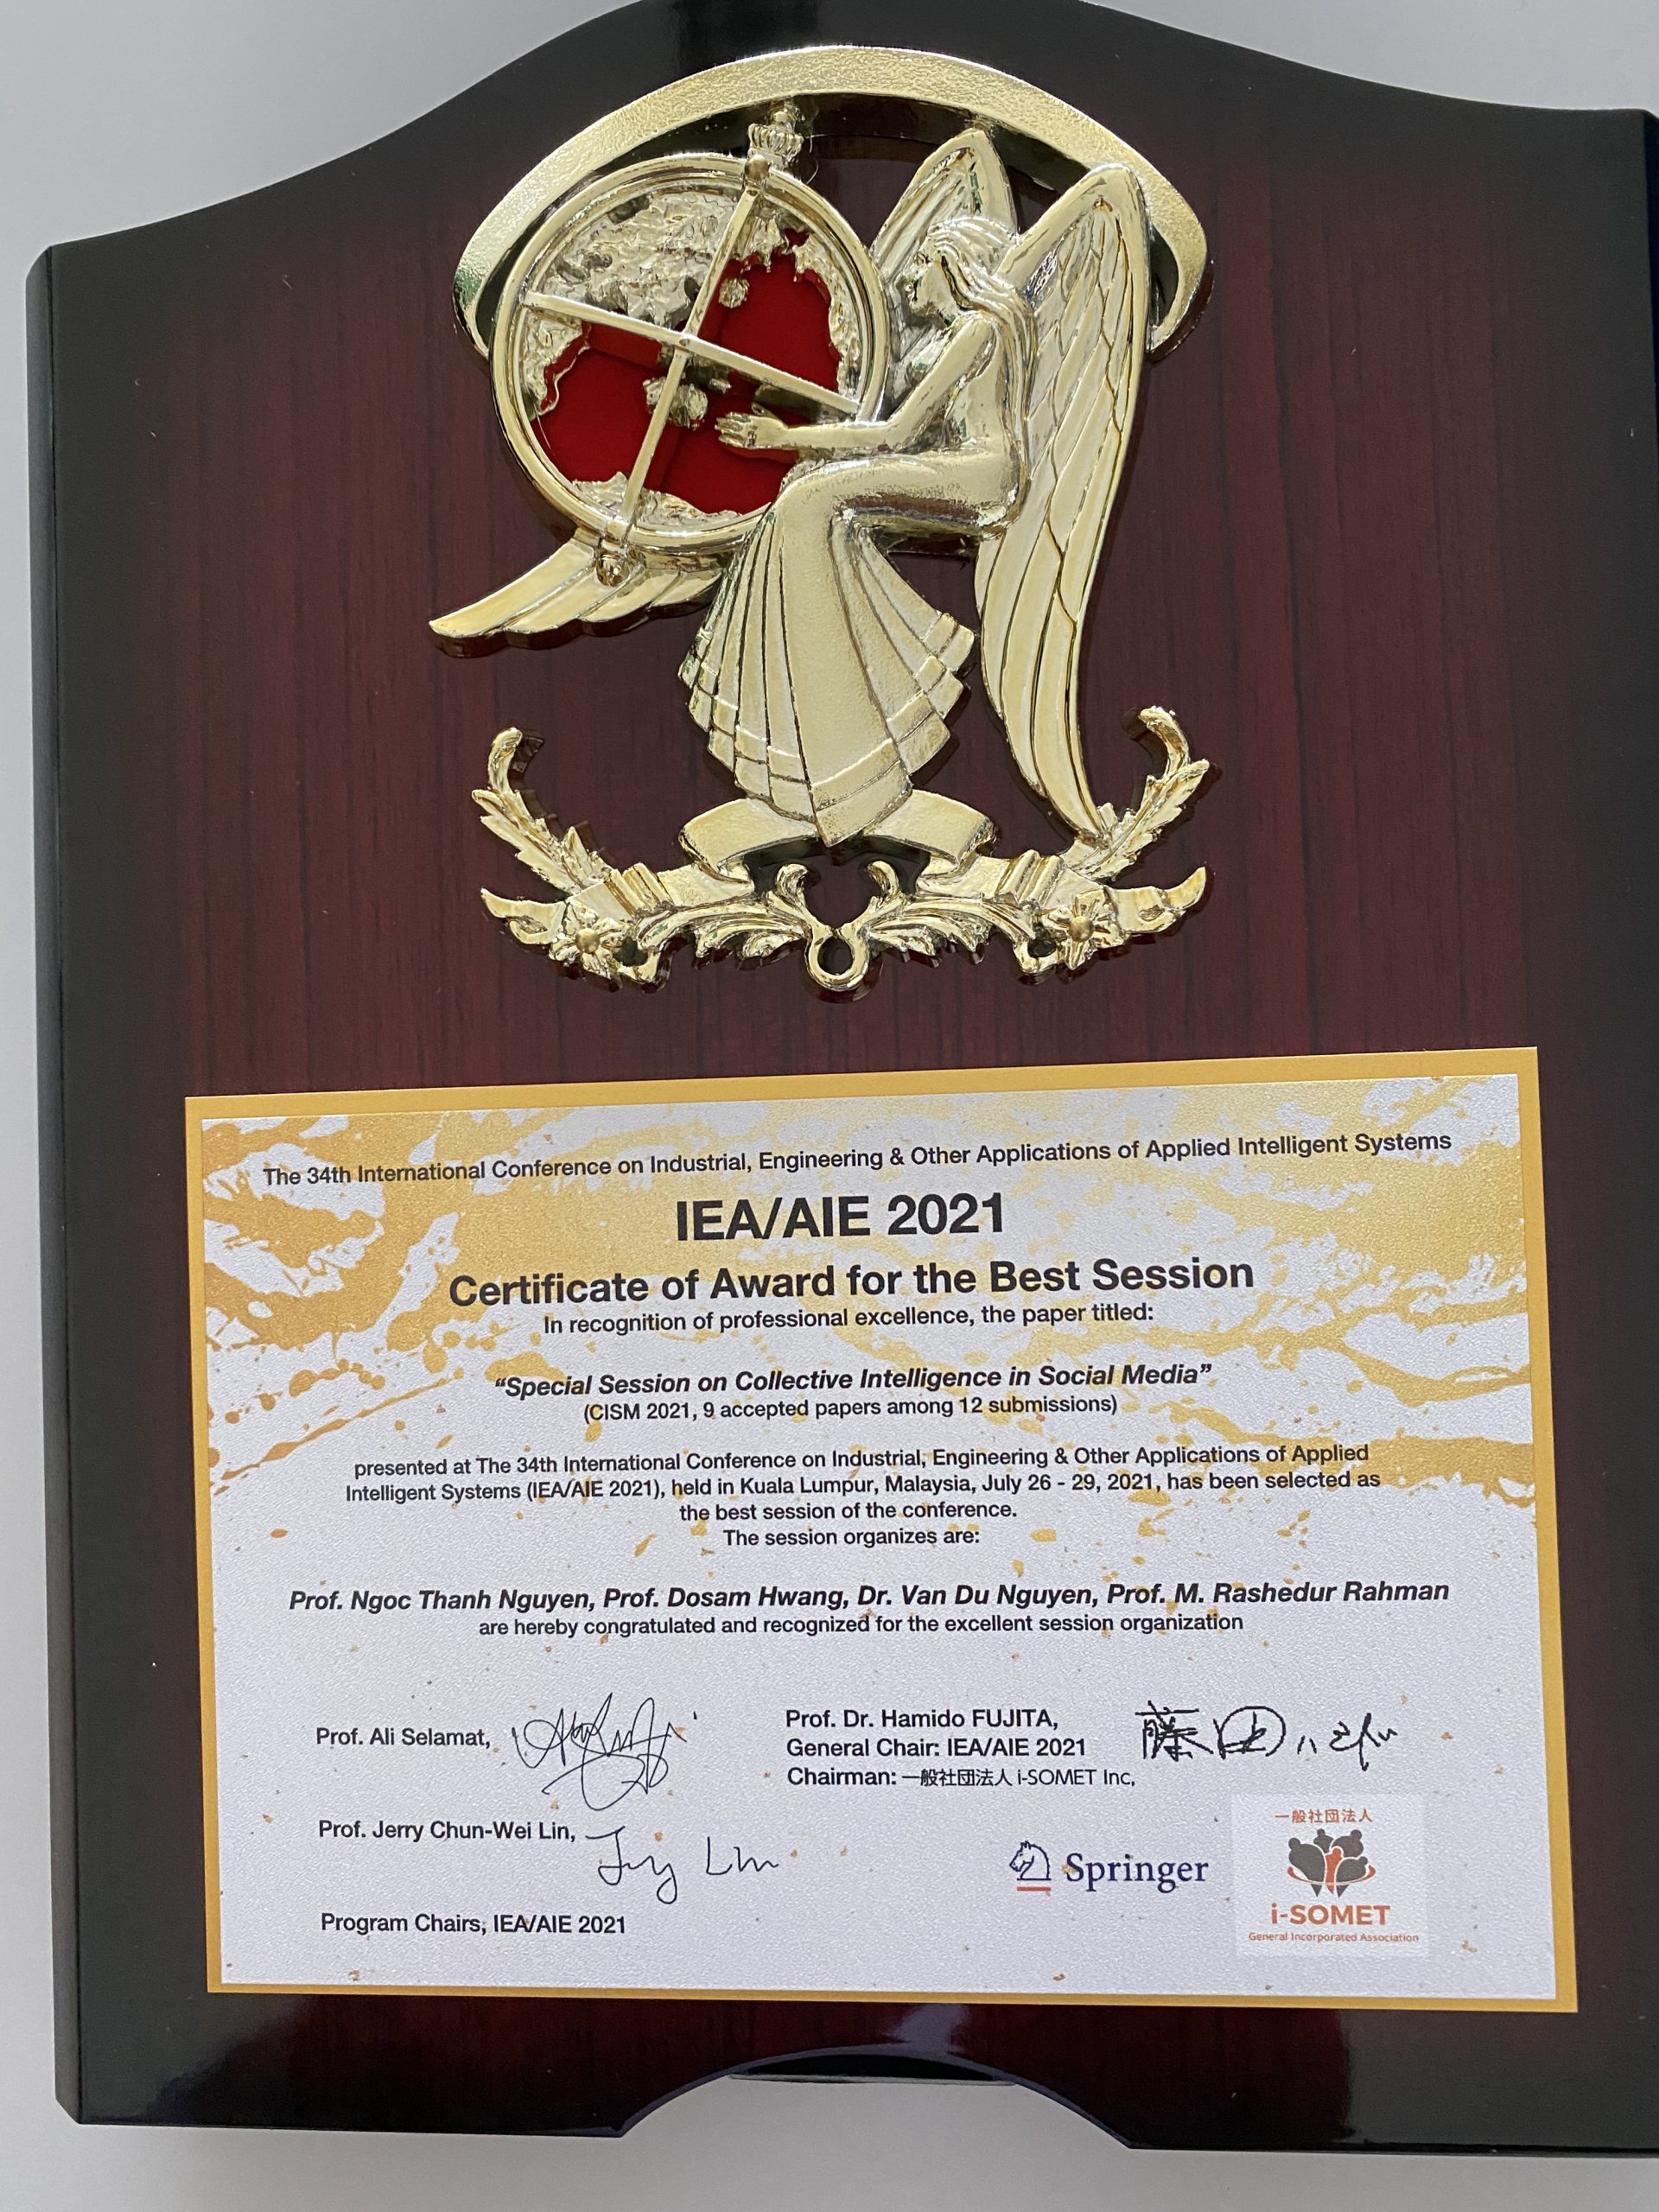 The 34th International Conference on Industrial, Engineering & Other Applications of Applied Intelligent Systems
IEA/AIE 2021
Certificate of Award for the Best Session
In recognition of professional excellence, the paper titled:
“Special Session on Collective Intelligence in Social Media”
(CISM 2021, 9 accepted papers among 12 submissions)
presented at The 34th International Conference on Industrial, Engineering & Other Applications of Applied
Intelligent Systems (IEA/AIE 2021), held in Kuala Lumpur, Malaysia, July 26 - 29, 2021, has been selected as
the best session of the conference.
The session organizes are:
Prof. Ngoc Thanh Nguyen, Prof. Dosam Hwang, Dr. Van Du Nguyen, Prof. M. Rashedur Rahman
are hereby congratulated and recognized for the excellent session organization
Prof. Ali Selamat,
Prof. Dr. Hamido FUJITA,
General Chair: IEA/AIE 2021
Chairman: 一般社団法人 i-SOMET Inc,
藤田
Prof. Jerry Chun-Wei Lin,
Lin
Program Chairs, IEA/AIE 2021
Springer
一般社団法人
i-SOMET
General Incorporated Association